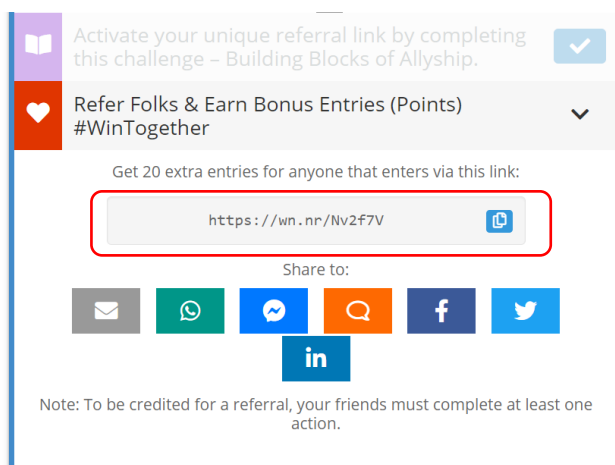 Activate your unique referral link by completing
this challenge – Building Blocks of Allyship.
Refer Folks & Earn Bonus Entries (Points)
#WinTogether
Get 20 extra entries for anyone that enters via this link:
https://wn.nr/Nv2f7V
Share to:
f
in
Note: To be credited for a referral, your friends must complete at least one
action.